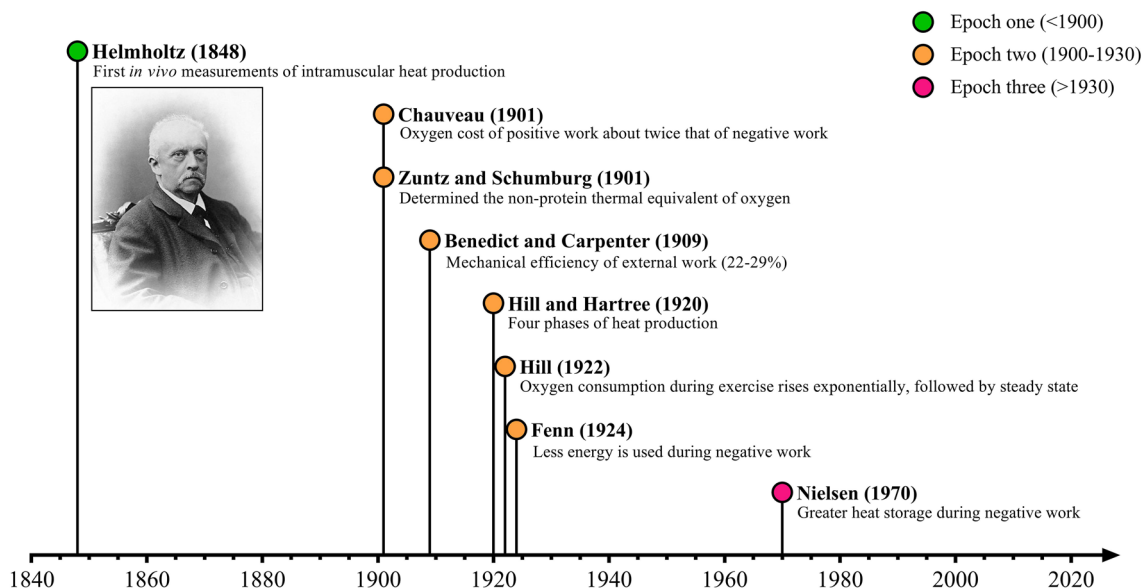 Epoch one (<1900)
Epoch two (1900-1930)
Epoch three (>1930)
Helmholtz (1848)
First in vivo measurements of intramuscular heat production
Chauveau (1901)
Oxygen cost of positive work about twice that of negative work
Zuntz and Schumburg (1901)
Determined the non-protein thermal equivalent of oxygen
Benedict and Carpenter (1909)
Mechanical efficiency of external work (22-29%)
Hill and Hartree (1920)
Four phases of heat production
Hill (1922)
Oxygen consumption during exercise rises exponentially, followed by steady state
Fenn (1924)
Less energy is used during negative work
Nielsen (1970)
Greater heat storage during negative work
1840 1860 1880 1900 1920 1940 1960 1980 2000 2020